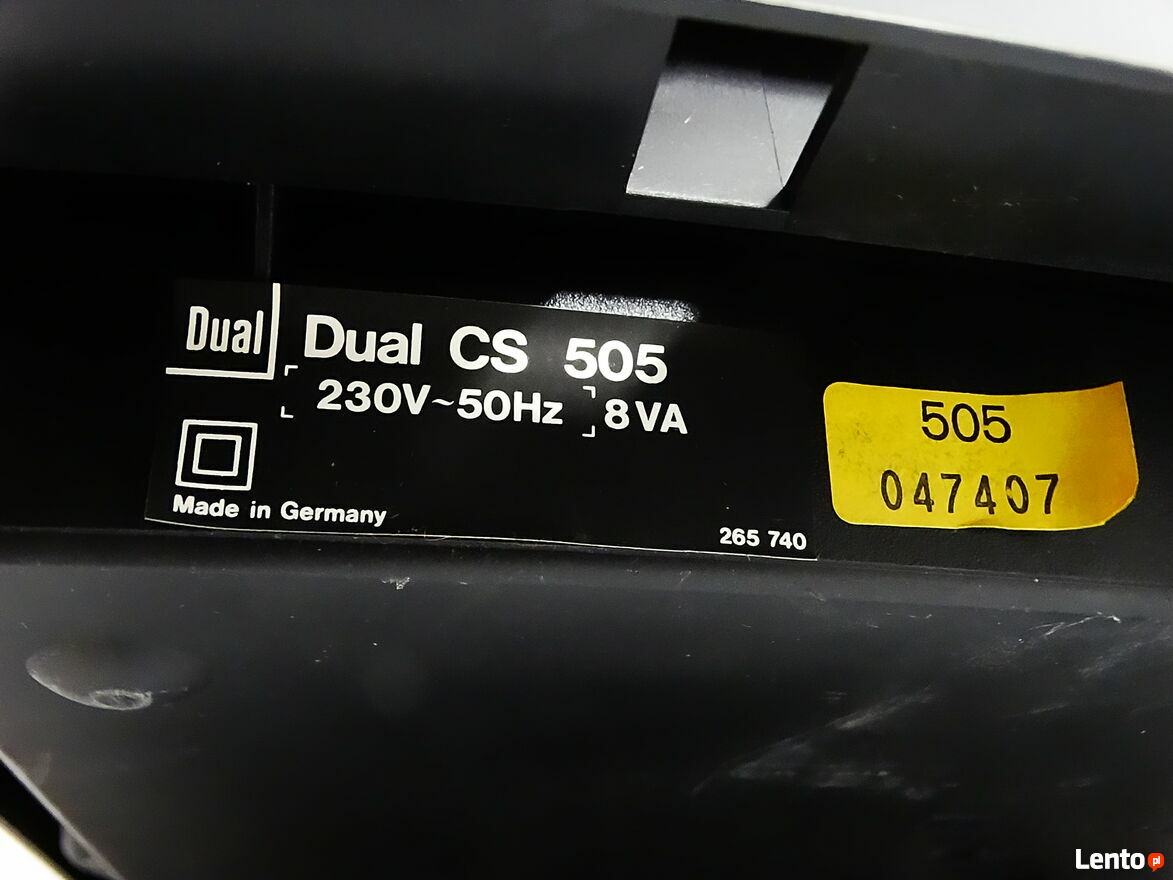 Dual
Dual CS 505
230V~50Hz 8 VA
Made in Germany
265 740
505
047407
Lento pl